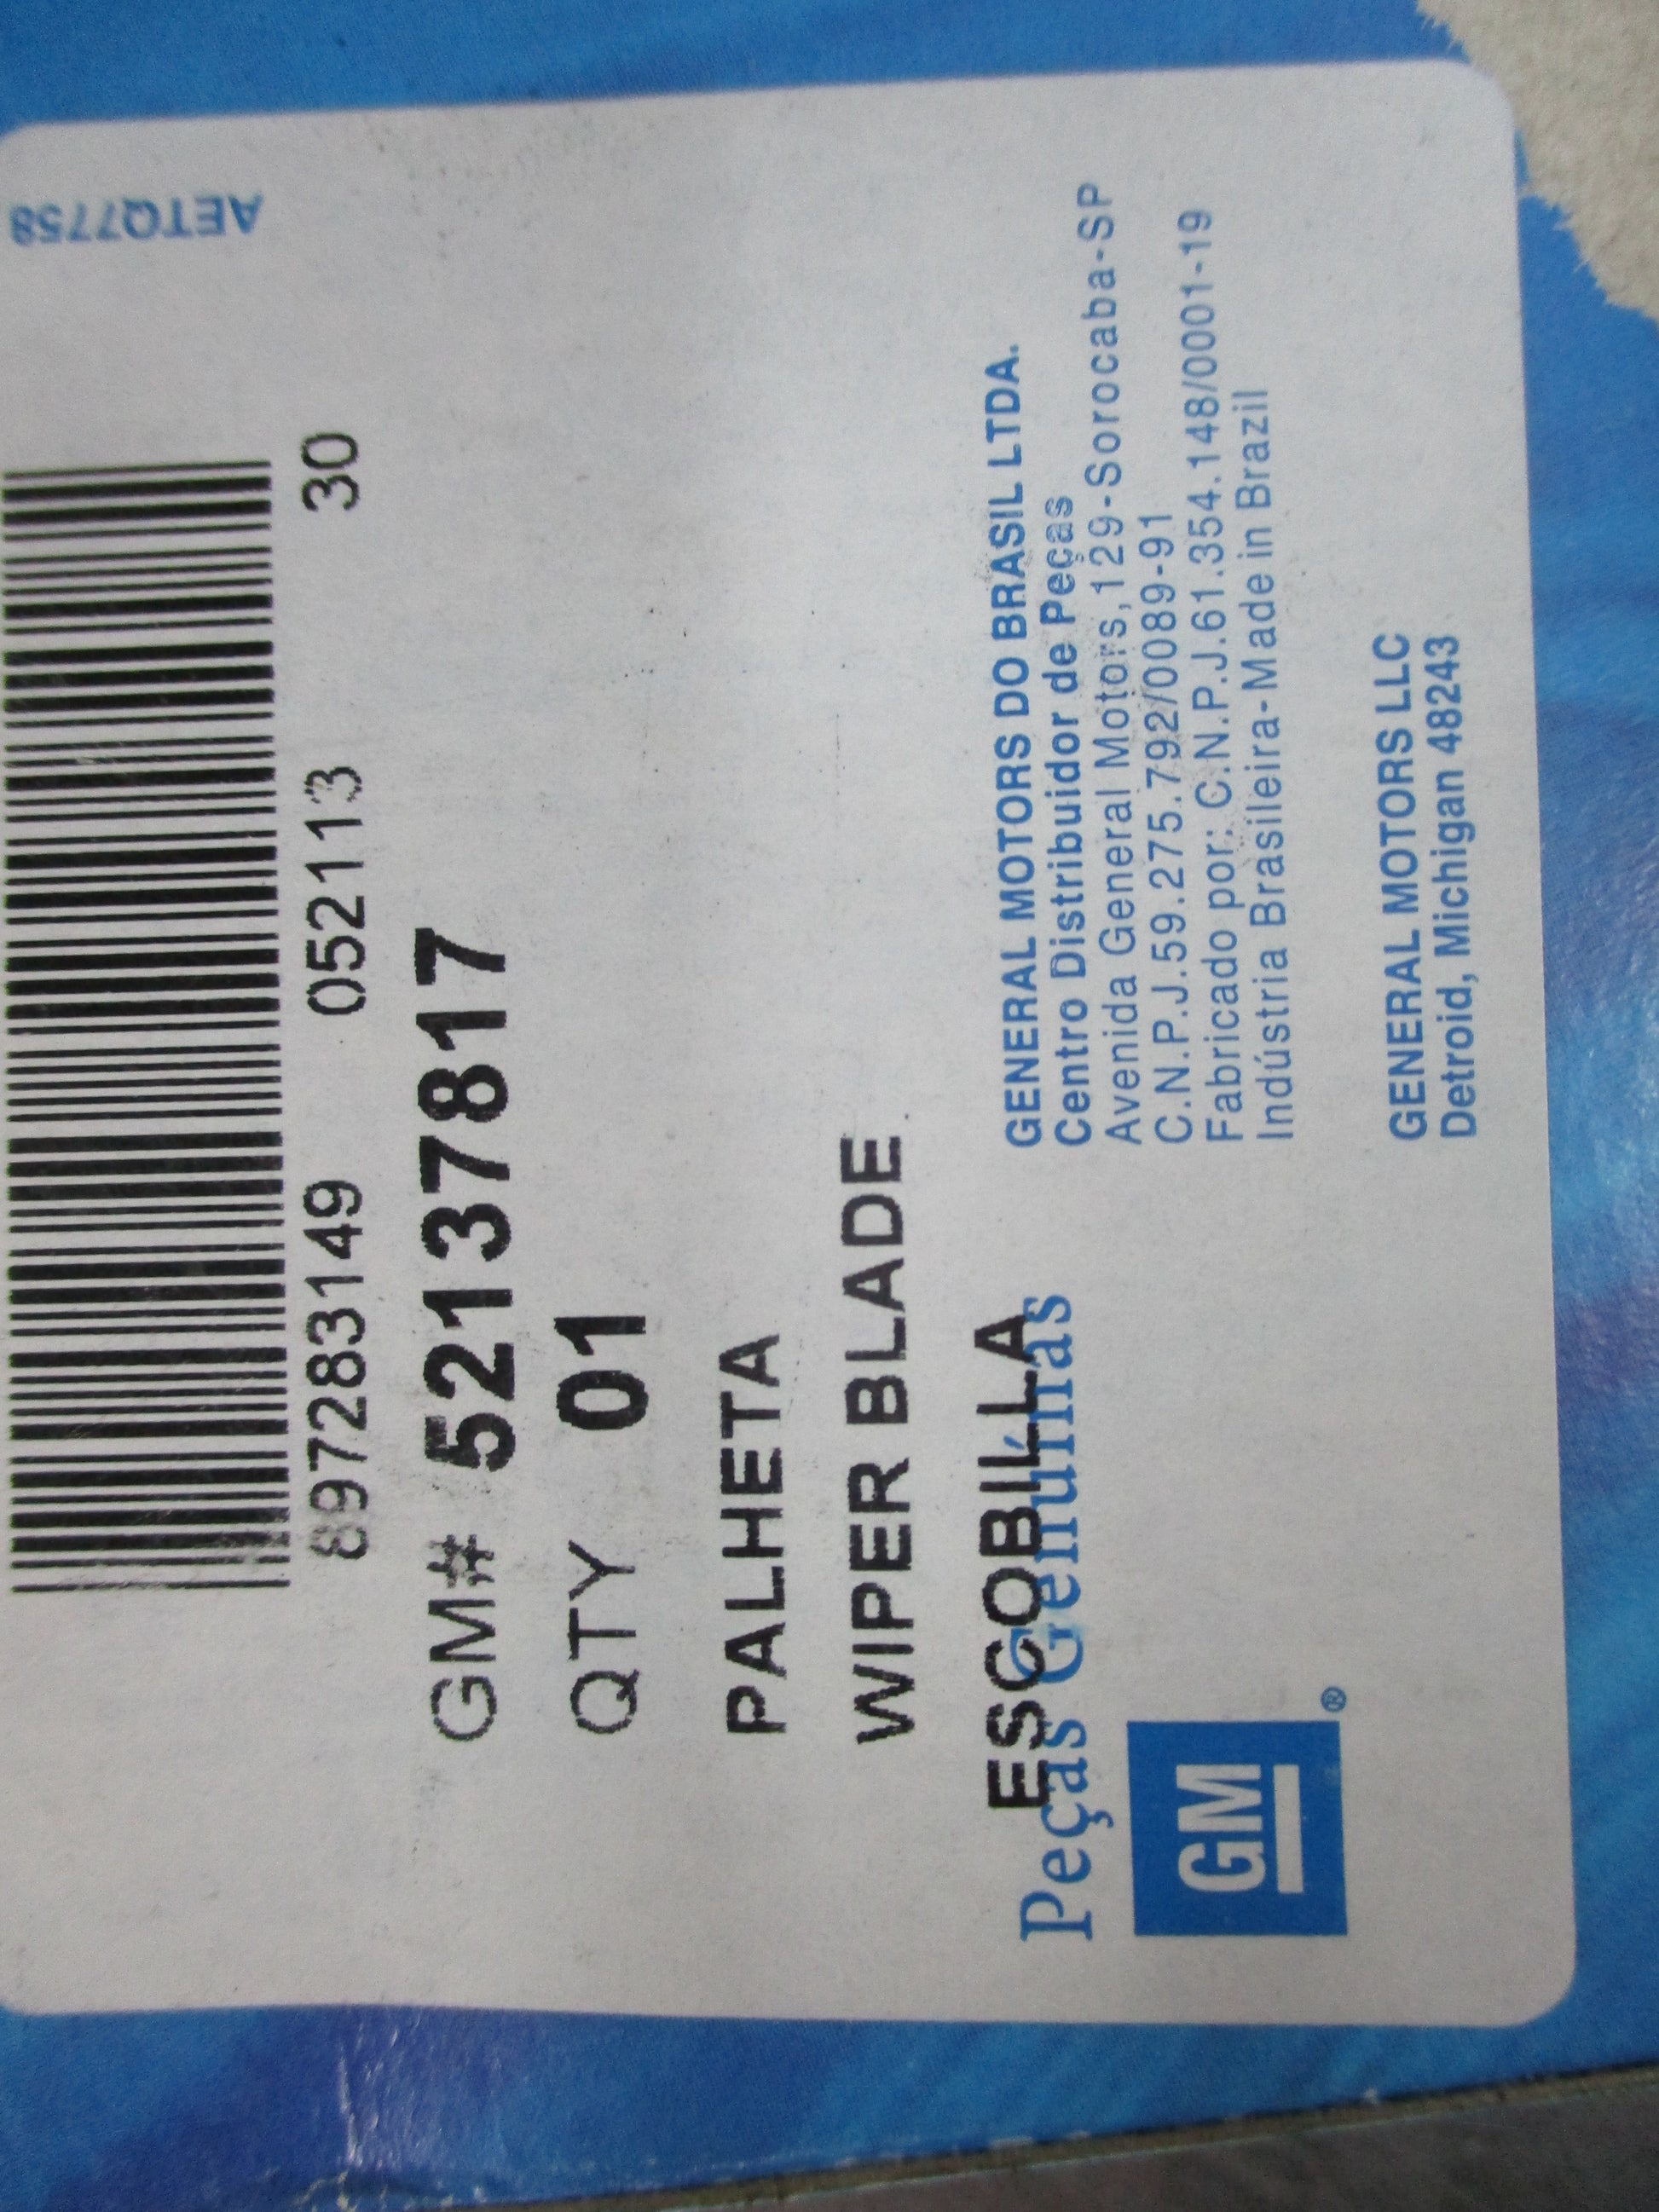 AETQ7758
897283149 052113 30
GM# 52137817
QTY 01
PALHETA
WIPER BLADE
ESCOBILLA
Peças Genuínas
GM®
GENERAL MOTORS DO BRASIL LTDA.
Centro Distribuidor de Peças
Avenida General Motors, 129-Sorocaba-SP
C.N.P.J.59.275.792/0089-91
Fabricado por: C.N.P.J.61.354.148/0001-19
Indústria Brasileira-Made in Brazil
GENERAL MOTORS LLC
Detroid, Michigan 48243